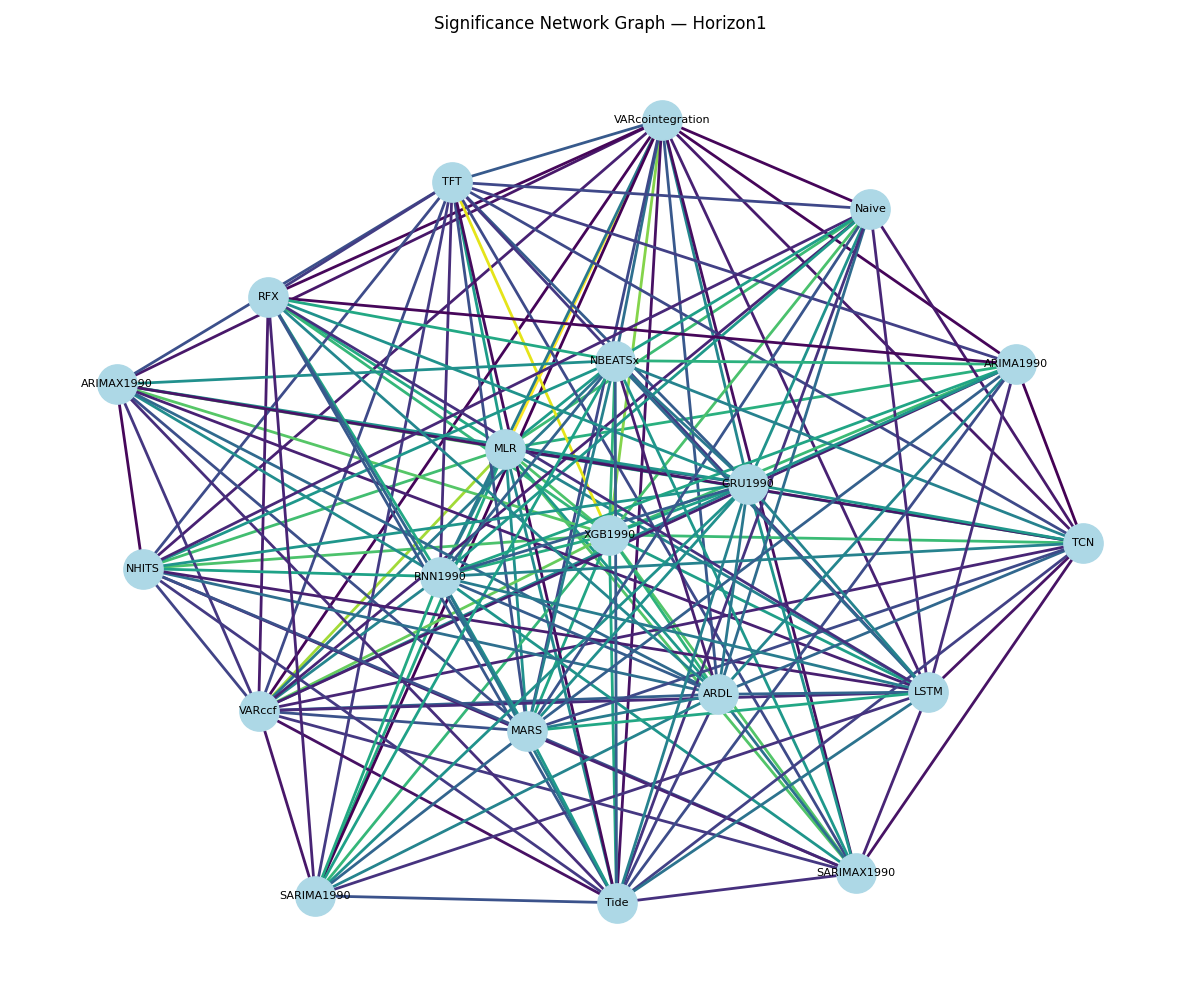 Significance Network Graph — Horizon1
VARcointegration
TFT
Naive
RFX
NBEATSx
ARIMA1990
ARIMAX1990
MLR
GRU1990
XGB1990
TCN
NHITS
RNN1990
LSTM
ARDL
VARccf
MARS
SARIMAX1990
SARIMA1990
Tide